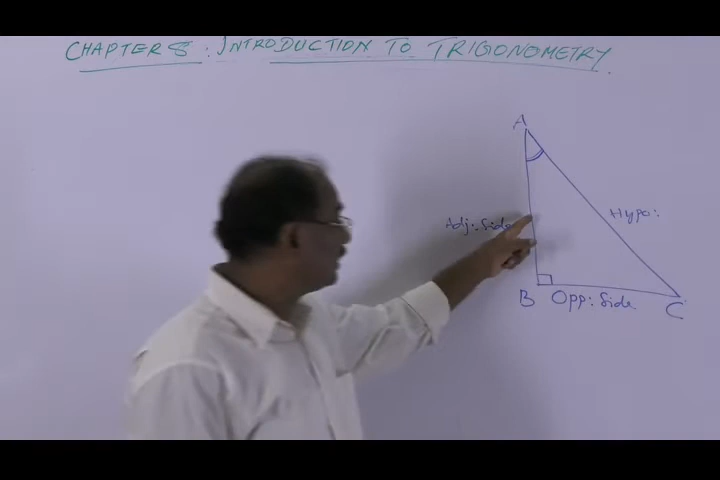 CHAPTER 8 : INTRODUCTION TO TRIGONOMETRY.
A
Adj: Side
Hypo:
B Opp: Side C